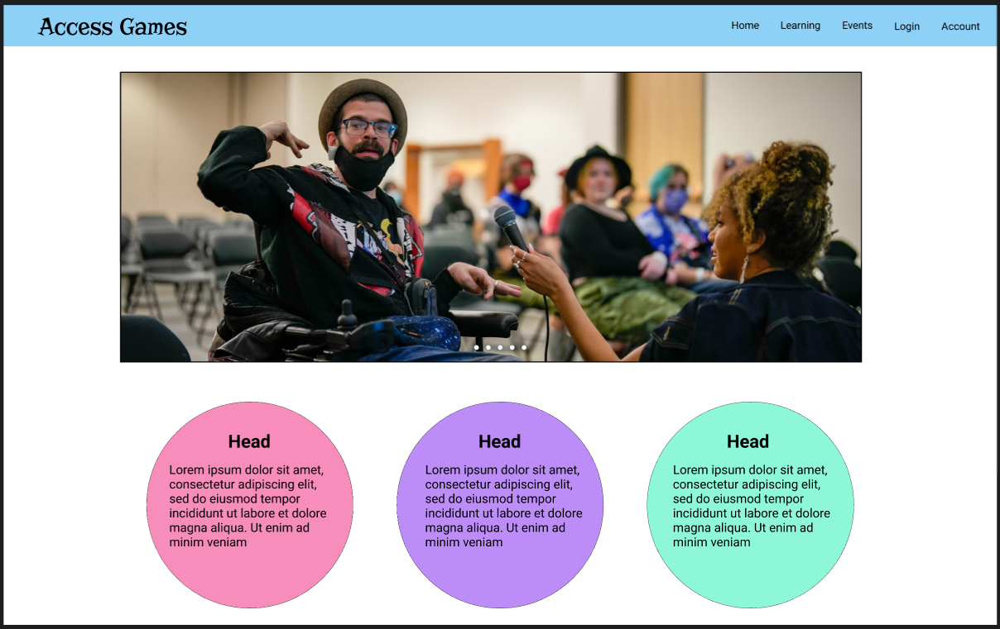 Access Games
Home Learning Events Login Account
Head
Lorem ipsum dolor sit amet,
consectetur adipiscing elit,
sed do eiusmod tempor
incididunt ut labore et dolore
magna aliqua. Ut enim ad
minim veniam
Head
Lorem ipsum dolor sit amet,
consectetur adipiscing elit,
sed do eiusmod tempor
incididunt ut labore et dolore
magna aliqua. Ut enim ad
minim veniam
Head
Lorem ipsum dolor sit amet,
consectetur adipiscing elit,
sed do eiusmod tempor
incididunt ut labore et dolore
magna aliqua. Ut enim ad
minim veniam